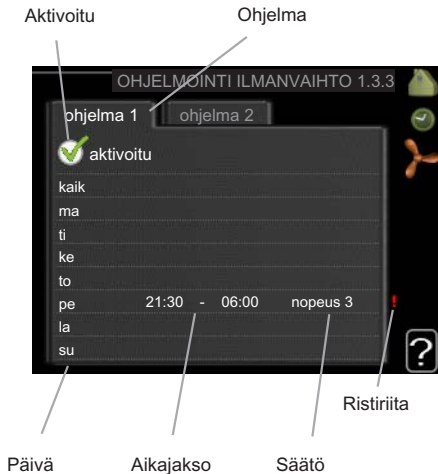 Aktivoitu Ohjelma
OHJELMOINTI ILMANVAIHTO 1.3.3
ohjelma 1 ohjelma 2
aktivoitu
kaik
ma
ti
ke
to
pe 21:30 - 06:00 nopeus 3 !
la
su
?
Ristiriita
Päivä Aikajakso Säätö